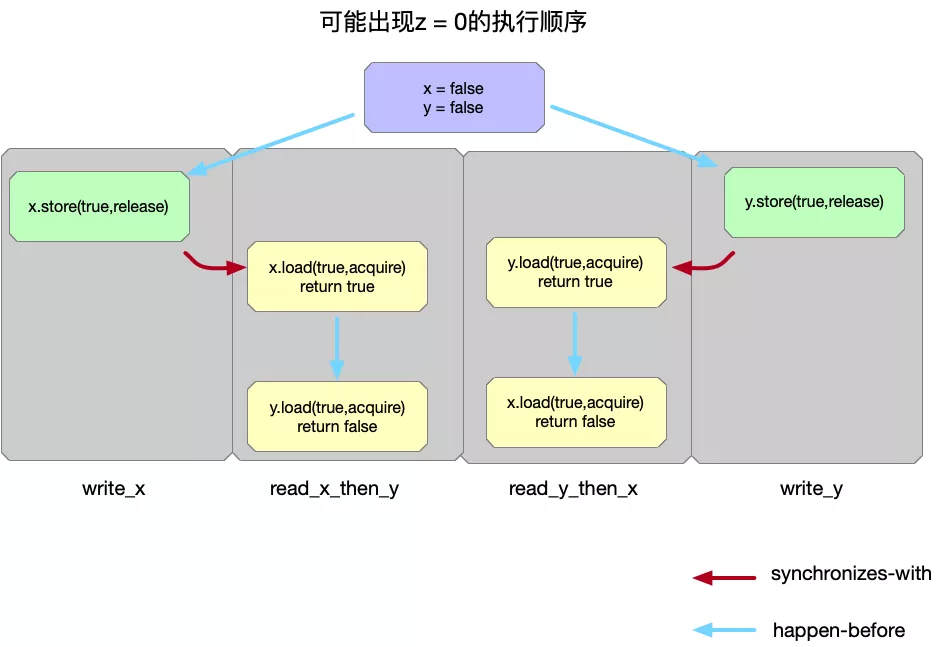 可能出现z = 0的执行顺序
x = false
y = false
x.store(true,release)
y.store(true,release)
x.load(true,acquire)
return true
y.load(true,acquire)
return true
y.load(true,acquire)
return false
x.load(true,acquire)
return false
write_x
read_x_then_y
read_y_then_x
write_y
synchronizes-with
happen-before